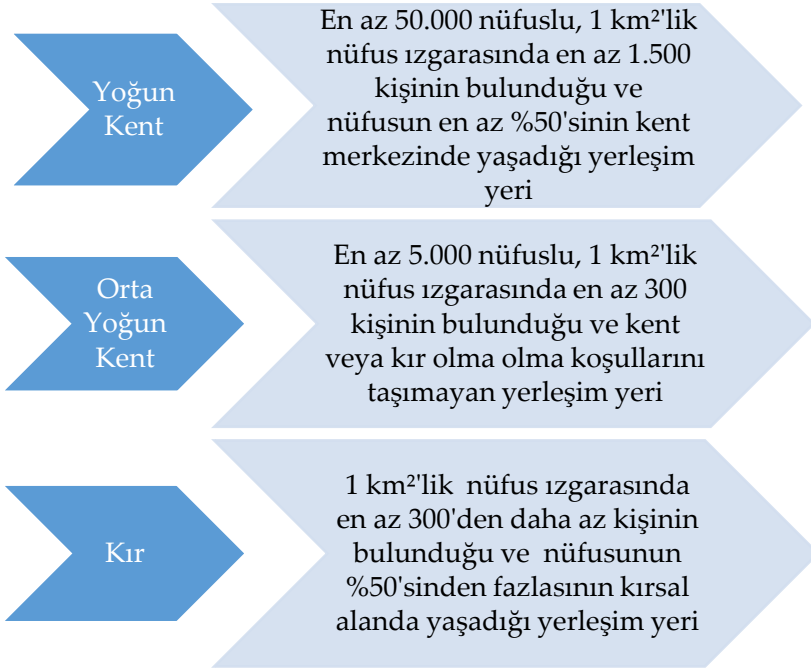 Yoğun
Kent
En az 50.000 nüfuslu, 1 km²'lik
nüfus ızgarasında en az 1.500
kişinin bulunduğu ve
nüfusun en az %50'sinin kent
merkezinde yaşadığı yerleşim
yeri
Orta
Yoğun
Kent
En az 5.000 nüfuslu, 1 km²'lik
nüfus ızgarasında en az 300
kişinin bulunduğu ve kent
veya kır olma olma koşullarını
taşımayan yerleşim yeri
Kır
1 km²'lik nüfus ızgarasında
en az 300'den daha az kişinin
bulunduğu ve nüfusunun
%50'sinden fazlasının kırsal
alanda yaşadığı yerleşim yeri